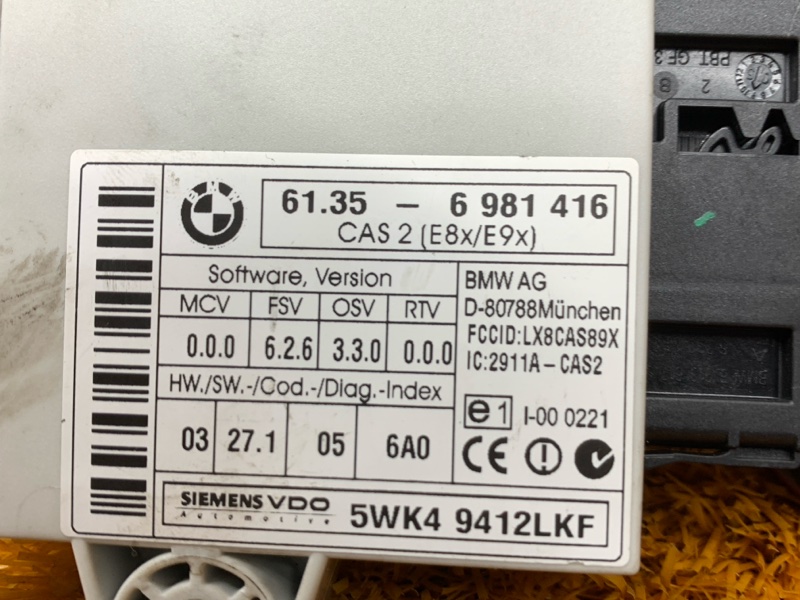 BMW
61.35 – 6 981 416
CAS 2 (E8x/E9x)
Software, Version
MCV FSV OSV RTV
0.0.0 6.2.6 3.3.0 0.0.0
HW./SW.-/Cod.-/Diag.-Index
03 27.1 05 6A0
BMW AG
D-80788München
FCCID:LX8CAS89X
IC:2911A-CAS2
e1 I-00 0221
CE
SIEMENS VDO
Automotive
5WK4 9412LKF
PBT GF 3
2
B